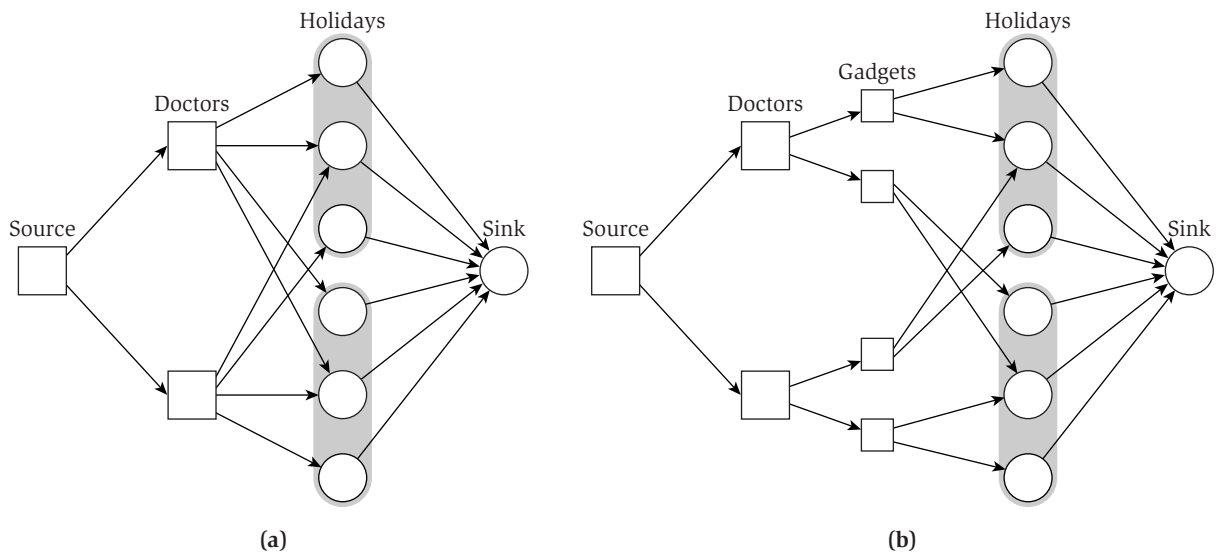 Holidays
Doctors
Source
Sink
(a)
Holidays
Gadgets
Doctors
Source
Sink
(b)